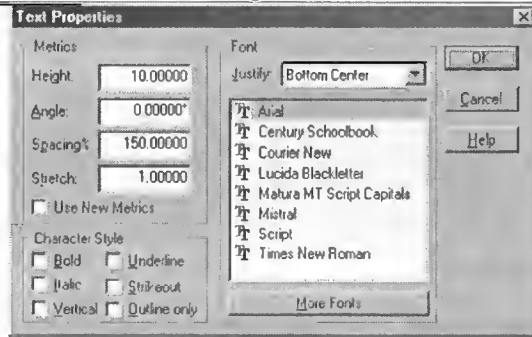 Text Properties
Metrics
Height: 10.00000
Angle: 0.00000°
Spacing% 150.00000
Stretch: 1.00000
Use New Metrics
Character Style
Bold Underline
Italic Strikeout
Vertical Outline only
Font
Justify: Bottom Center
Arial
Century Schoolbook
Courier New
Lucida Blackletter
Matura MT Script Capitals
Mistral
Script
Times New Roman
More Fonts
OK
Cancel
Help